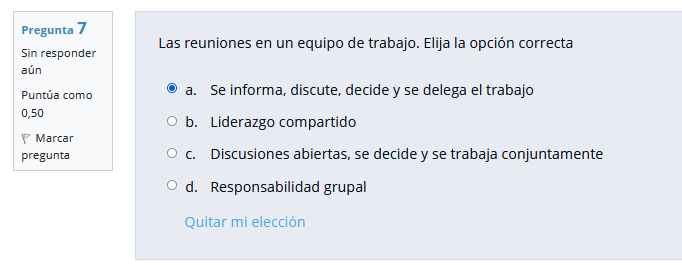 Pregunta 7
Sin responder
aún
Puntúa como
0,50
Marcar
pregunta
Las reuniones en un equipo de trabajo. Elija la opción correcta
a. Se informa, discute, decide y se delega el trabajo
b. Liderazgo compartido
c. Discusiones abiertas, se decide y se trabaja conjuntamente
d. Responsabilidad grupal
Quitar mi elección